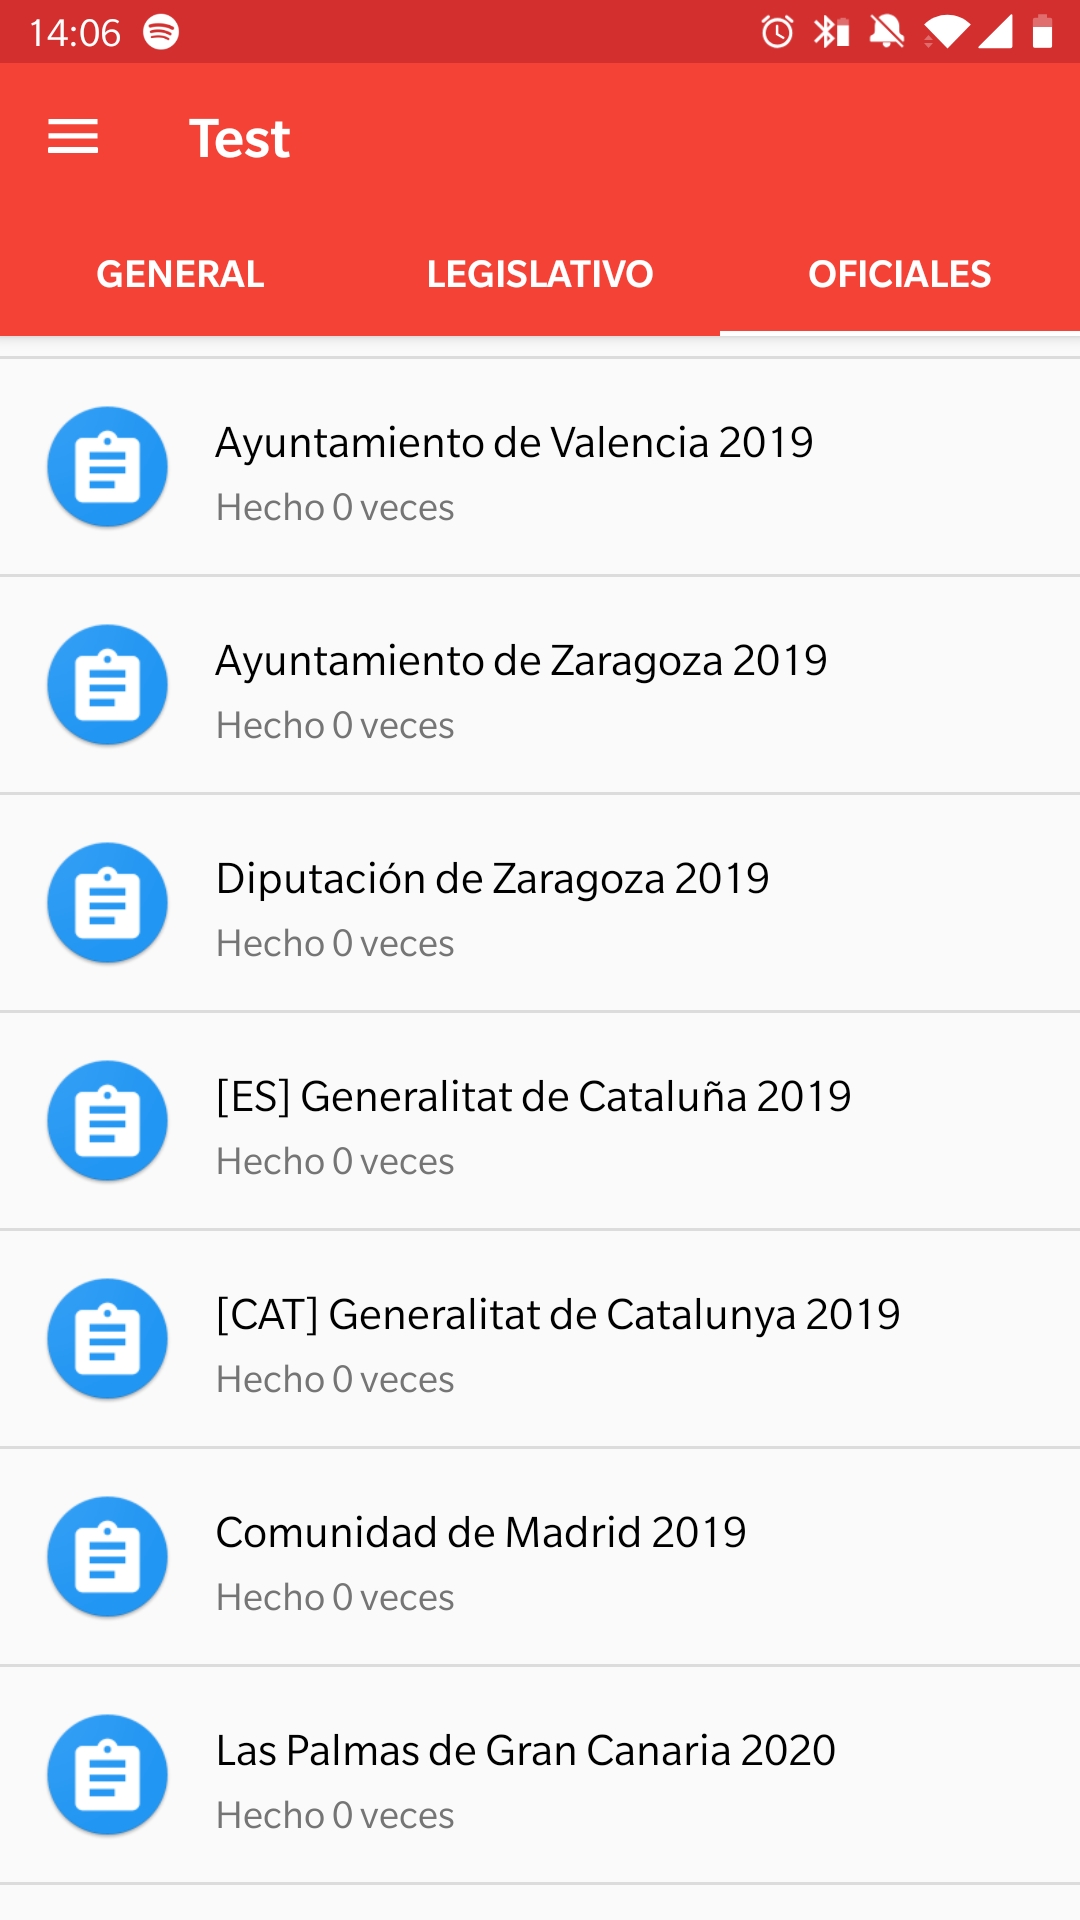 14:06
Test
GENERAL LEGISLATIVO OFICIALES
Ayuntamiento de Valencia 2019
Hecho 0 veces
Ayuntamiento de Zaragoza 2019
Hecho 0 veces
Diputación de Zaragoza 2019
Hecho 0 veces
[ES] Generalitat de Cataluña 2019
Hecho 0 veces
[CAT] Generalitat de Catalunya 2019
Hecho 0 veces
Comunidad de Madrid 2019
Hecho 0 veces
Las Palmas de Gran Canaria 2020
Hecho 0 veces